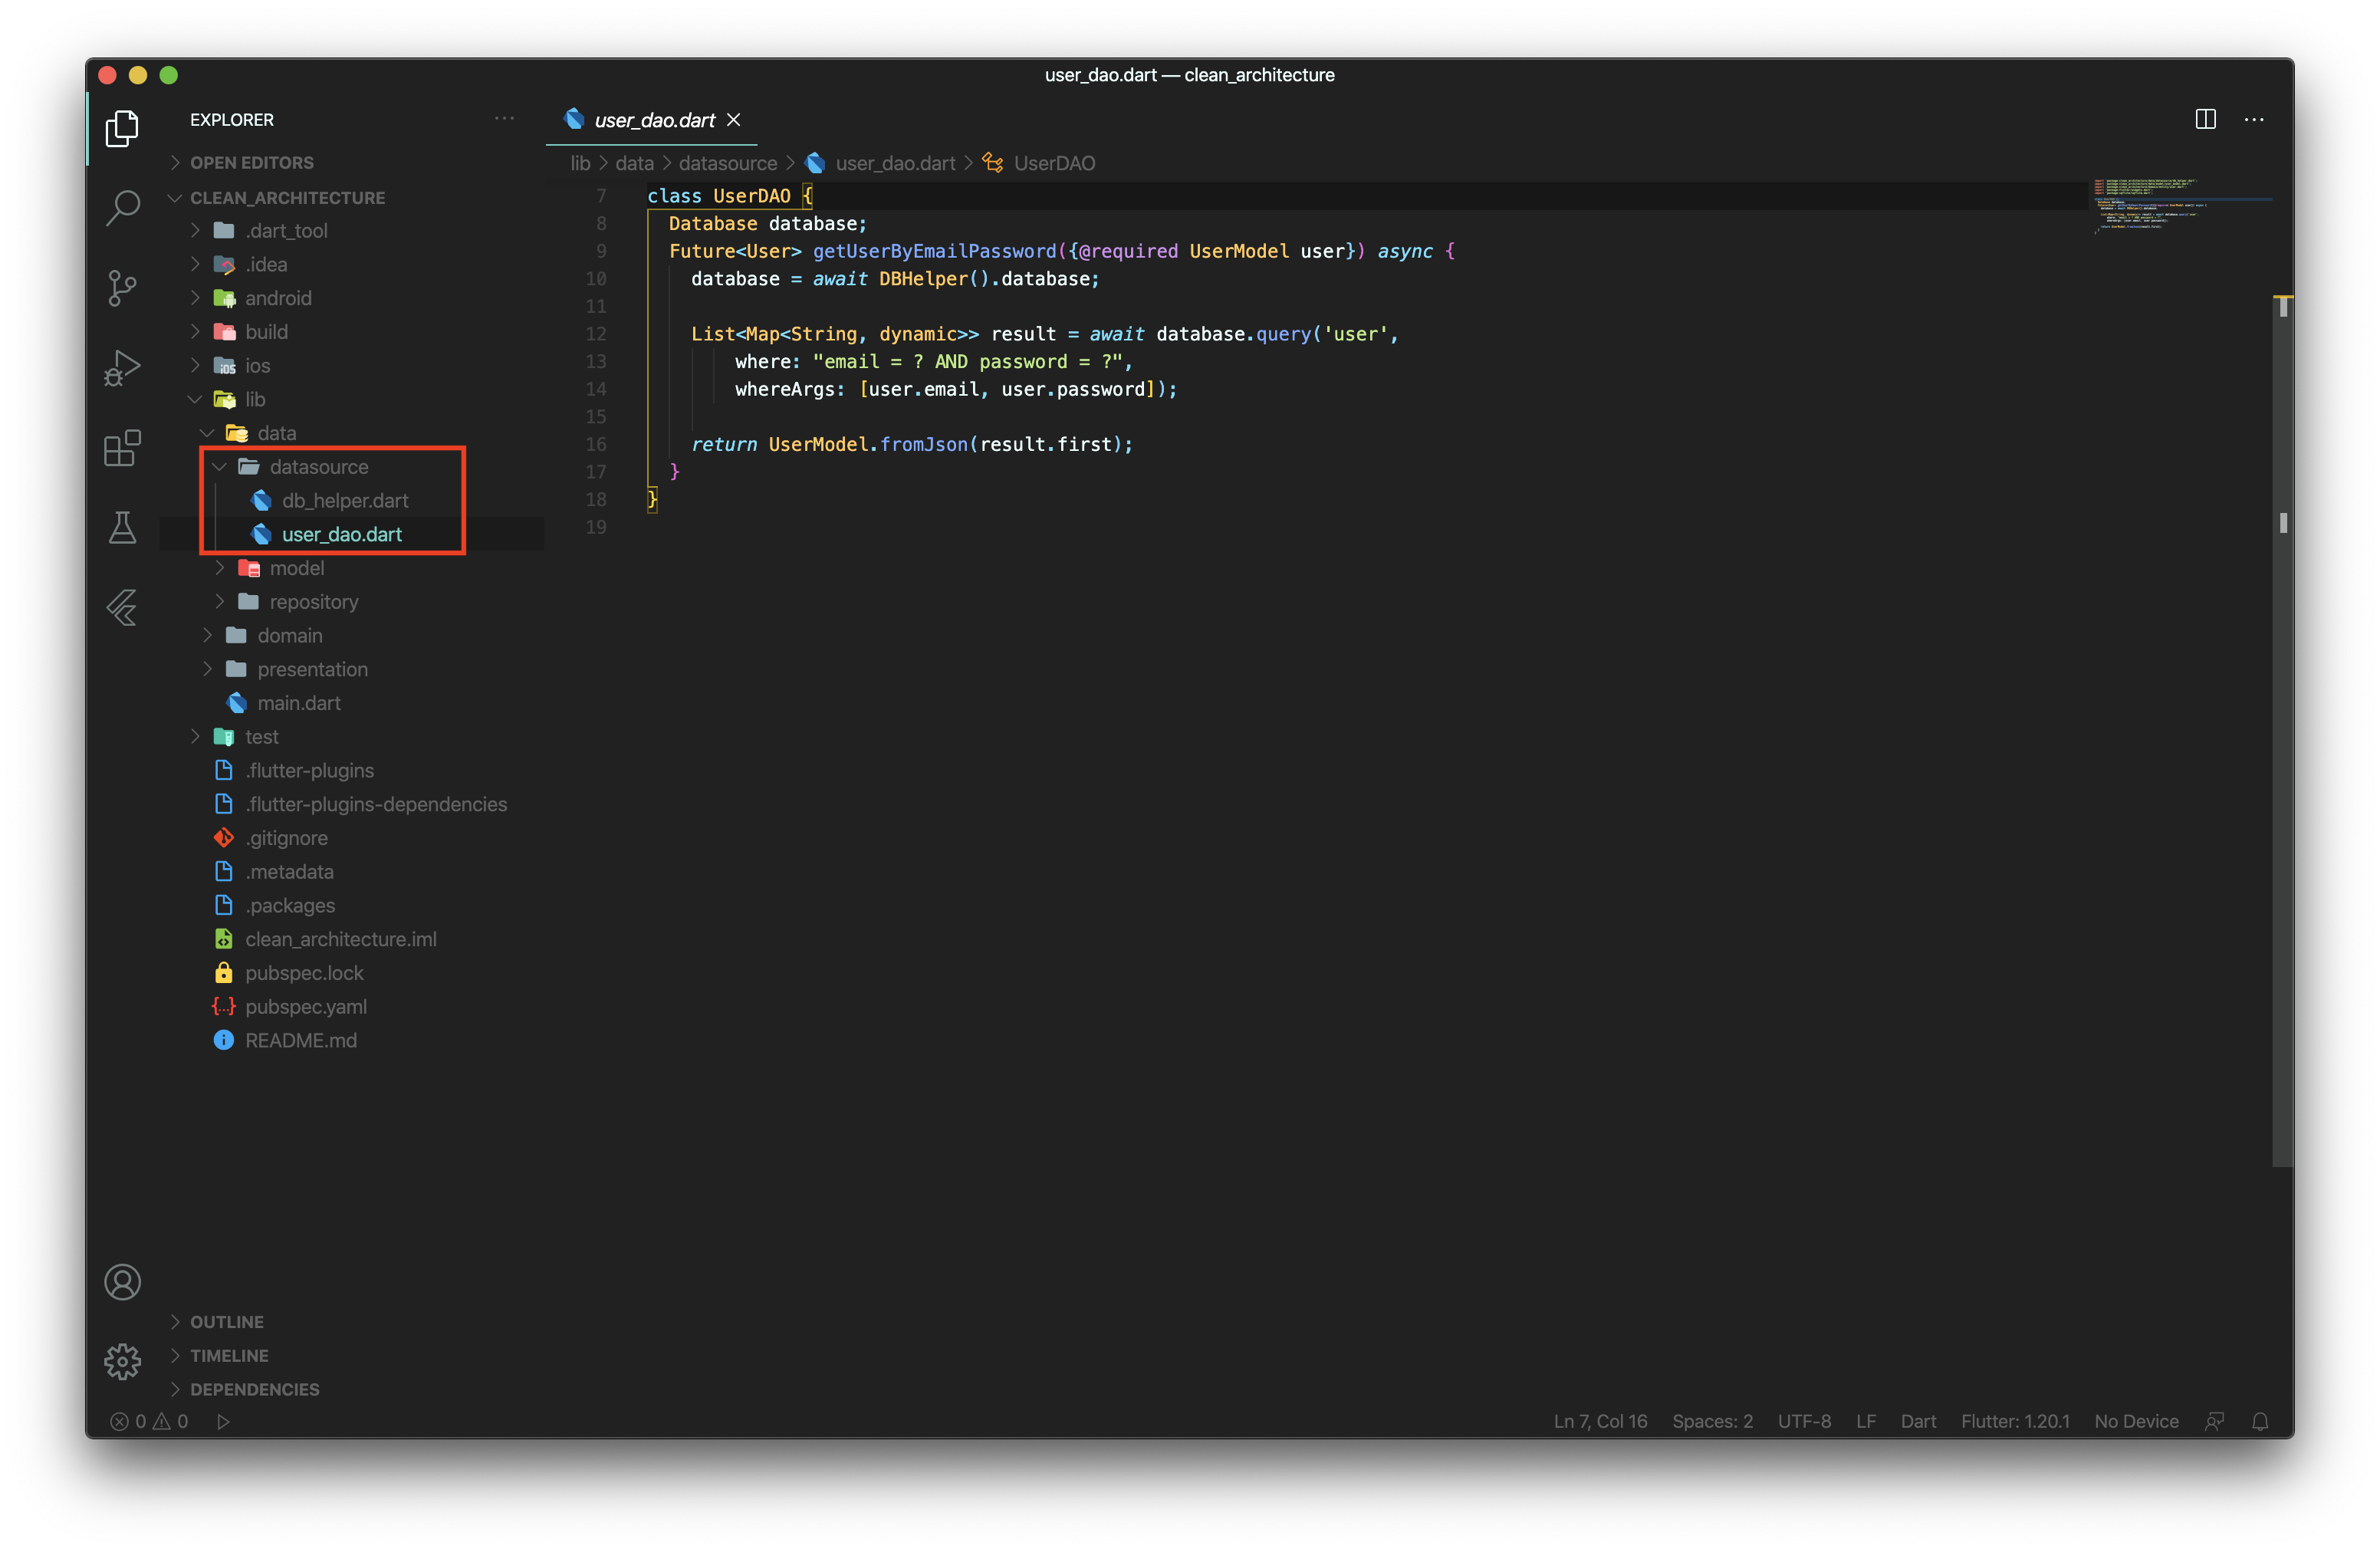 user_dao.dart — clean_architecture
EXPLORER
OPEN EDITORS
CLEAN_ARCHITECTURE
.dart_tool
.idea
android
build
ios
lib
data
datasource
db_helper.dart
user_dao.dart
model
repository
domain
presentation
main.dart
test
.flutter-plugins
.flutter-plugins-dependencies
.gitignore
.metadata
.packages
clean_architecture.iml
pubspec.lock
pubspec.yaml
README.md
OUTLINE
TIMELINE
DEPENDENCIES
user_dao.dart
lib > data > datasource > user_dao.dart > UserDAO
7 class UserDAO {
8   Database database;
9   Future<User> getUserByEmailPassword({@required UserModel user}) async {
10     database = await DBHelper().database;
11
12     List<Map<String, dynamic>> result = await database.query('user',
13         where: "email = ? AND password = ?",
14         whereArgs: [user.email, user.password]);
15
16     return UserModel.fromJson(result.first);
17   }
18 }
19
0 0 Ln 7, Col 16 Spaces: 2 UTF-8 LF Dart Flutter: 1.20.1 No Device